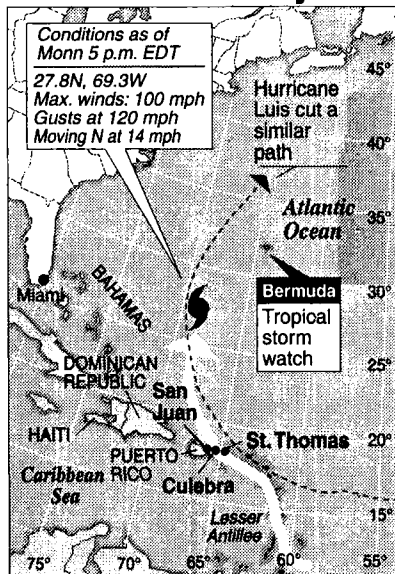 Conditions as of
Monn 5 p.m. EDT
27.8N, 69.3W
Max. winds: 100 mph
Gusts at 120 mph
Moving N at 14 mph
Hurricane
Luis cut a
similar
path
45°
40°
35°
30°
25°
20°
15°
Atlantic
Ocean
Miami
BAHAMAS
Bermuda
Tropical
storm
watch
DOMINICAN
REPUBLIC
San
Juan
HAITI
PUERTO
RICO
St. Thomas
Caribbean
Sea
Culebra
Lesser
Antilles
75°
70°
65°
60°
55°